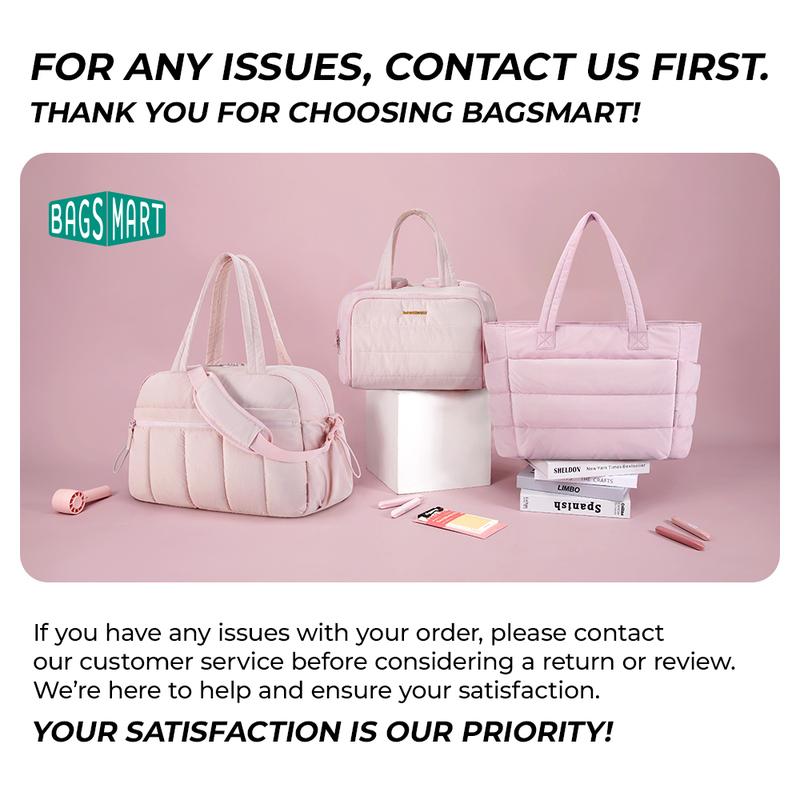 FOR ANY ISSUES, CONTACT US FIRST.
THANK YOU FOR CHOOSING BAGSMART!
BAGSMART
SHELDON New York Times Bestseller
THE CRAFTS
LIMBO
Spanish
If you have any issues with your order, please contact
our customer service before considering a return or review.
We're here to help and ensure your satisfaction.
YOUR SATISFACTION IS OUR PRIORITY!